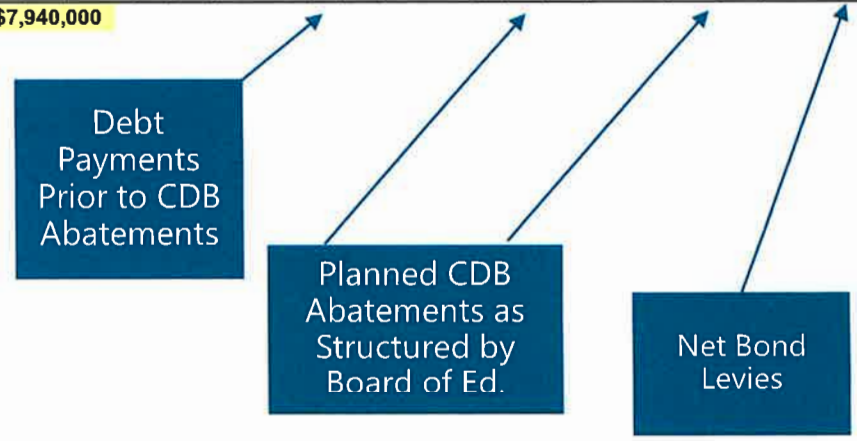 $7,940,000
Debt
Payments
Prior to CDB
Abatements
Planned CDB
Abatements as
Structured by
Board of Ed.
Net Bond
Levies